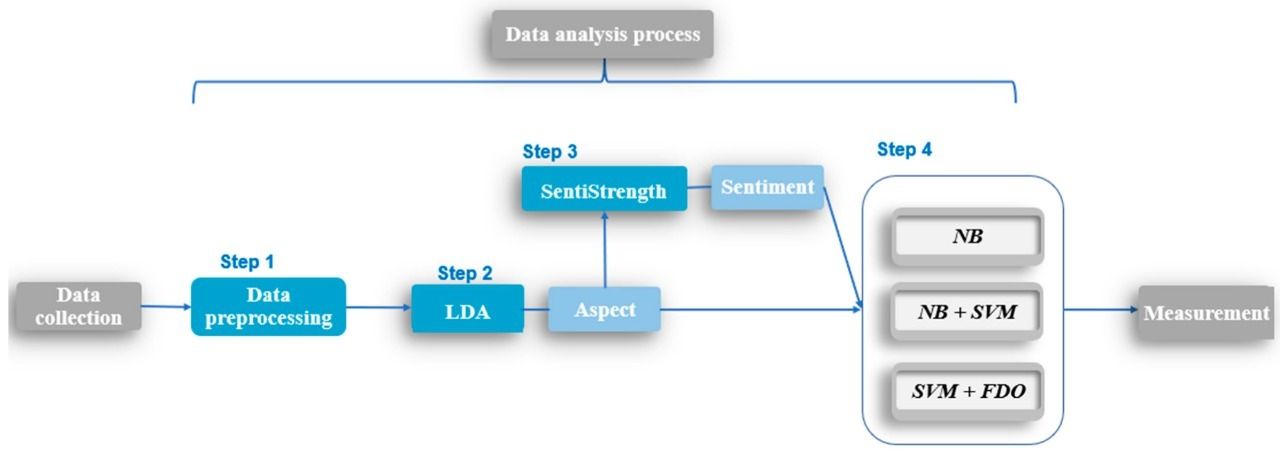 Data analysis process
Step 3
Step 4
SentiStrength
Sentiment
NB
Step 1
Step 2
Data
collection
Data
preprocessing
LDA
Aspect
NB + SVM
Measurement
SVM + FDO